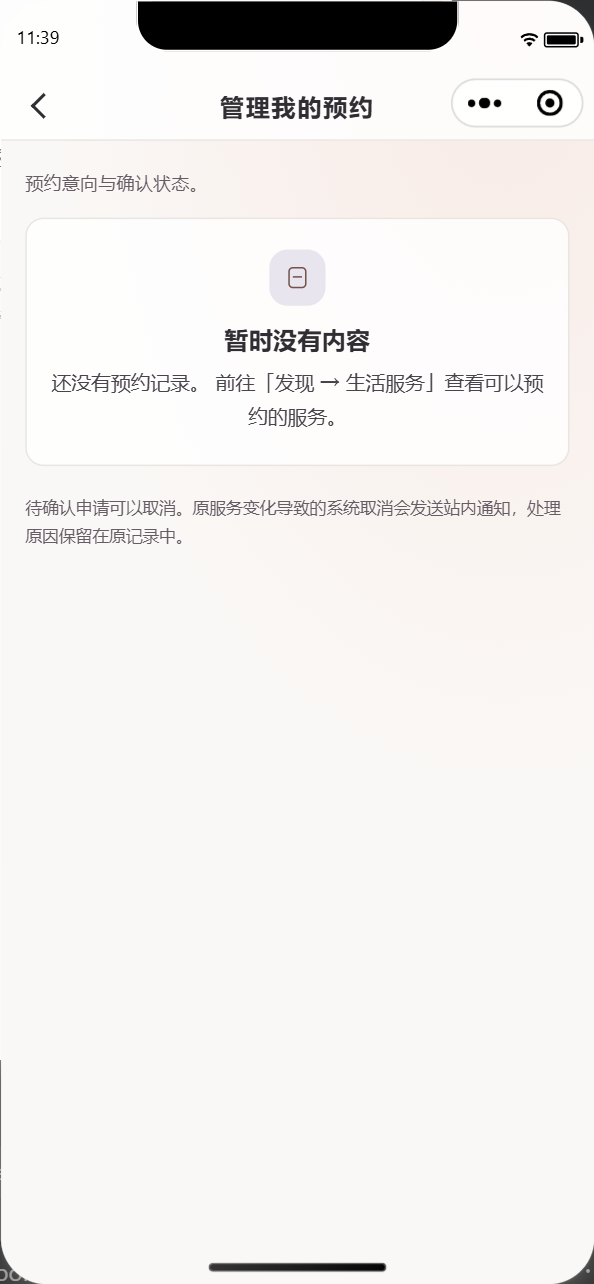 11:39
管理我的预约
预约意向与确认状态。
暂时没有内容
还没有预约记录。 前往「发现 → 生活服务」查看可以预
约的服务。
待确认申请可以取消。原服务变化导致的系统取消会发送站内通知，处理
原因保留在原记录中。